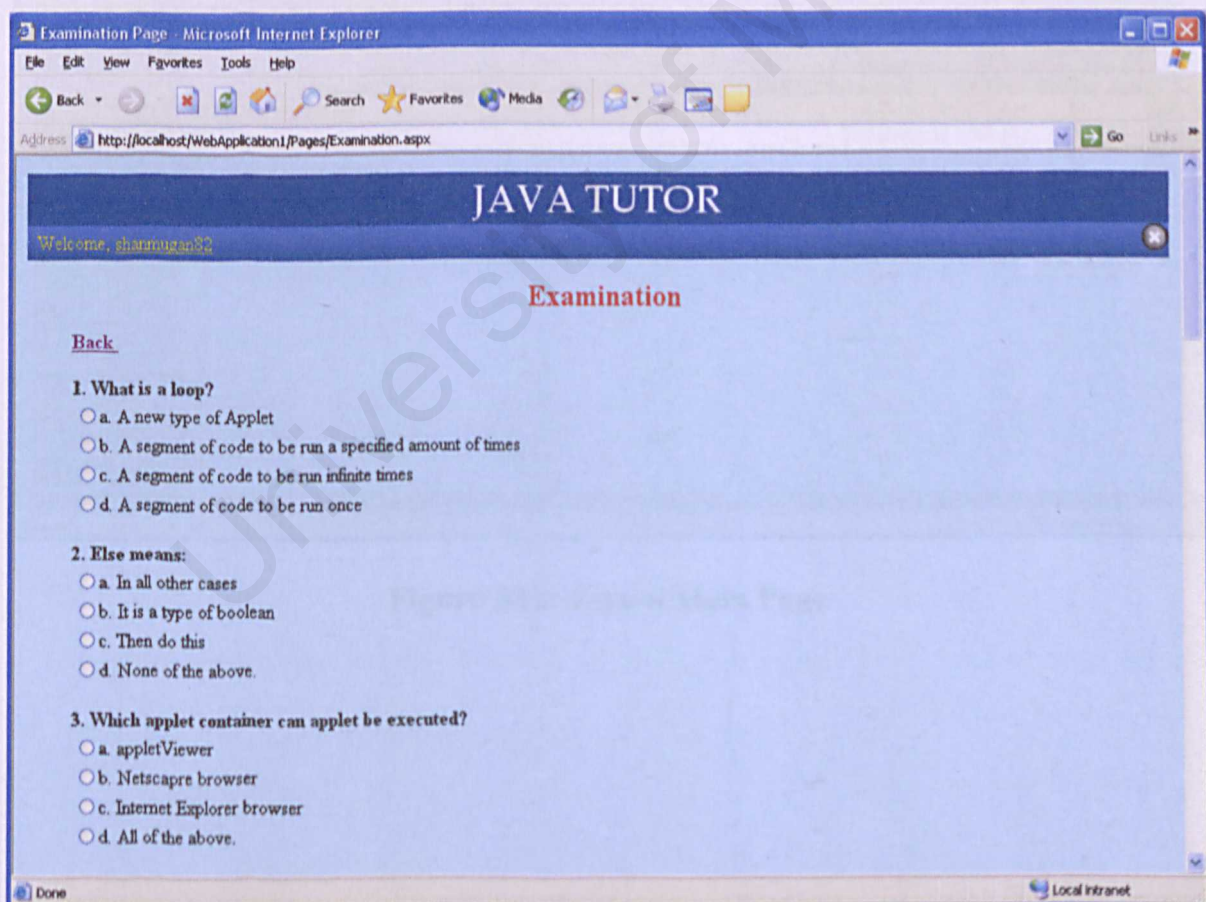 Examination Page - Microsoft Internet Explorer
File Edit View Favorites Tools Help
Back Search Favorites Media
Address http://localhost/WebApplication1/Pages/Examination.aspx Go Links »
JAVA TUTOR
Welcome, shanmugan82
Examination
Back
1. What is a loop?
a. A new type of Applet
b. A segment of code to be run a specified amount of times
c. A segment of code to be run infinite times
d. A segment of code to be run once
2. Else means:
a. In all other cases
b. It is a type of boolean
c. Then do this
d. None of the above.
3. Which applet container can applet be executed?
a. appletViewer
b. Netscapre browser
c. Internet Explorer browser
d. All of the above.
Done Local intranet
University of M